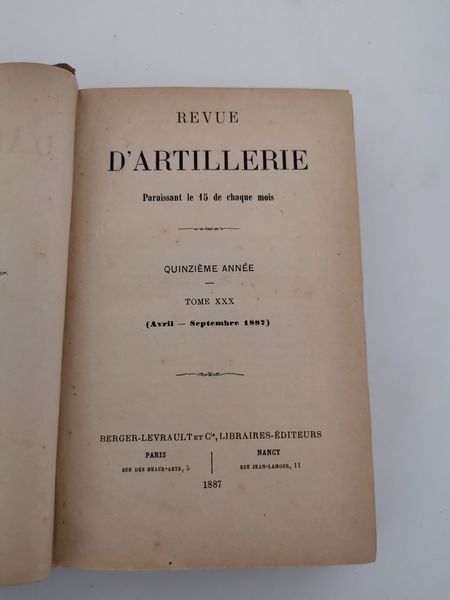 REVUE
D'ARTILLERIE
Paraissant le 15 de chaque mois
QUINZIÈME ANNÉE
TOME XXX
(Avril — Septembre 1887)
BERGER-LEVRAULT ET Cie, LIBRAIRES-ÉDITEURS
PARIS
RUE DES BEAUX-ARTS, 5
NANCY
RUE JEAN-LAMOUR, 11
1887